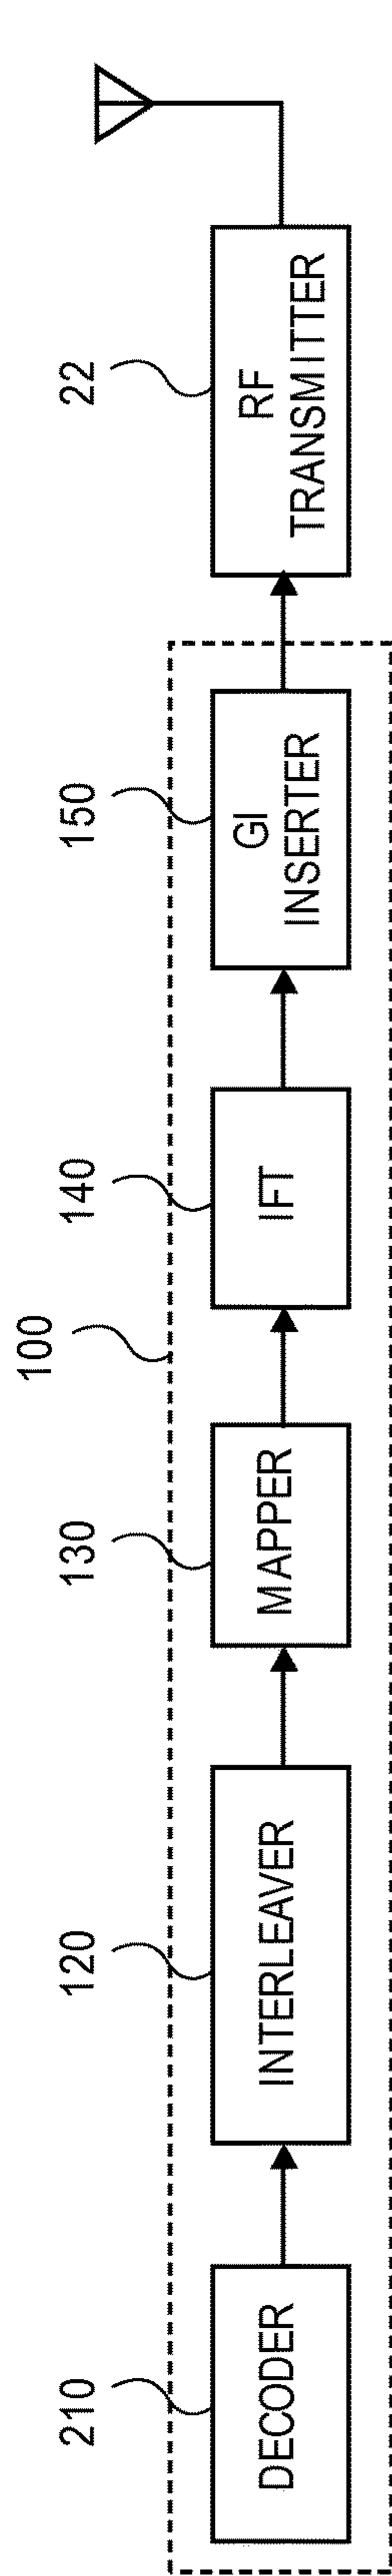 100
210
120
130
140
150
22
DECODER
INTERLEAVER
MAPPER
IFT
GI
INSERTER
RF
TRANSMITTER